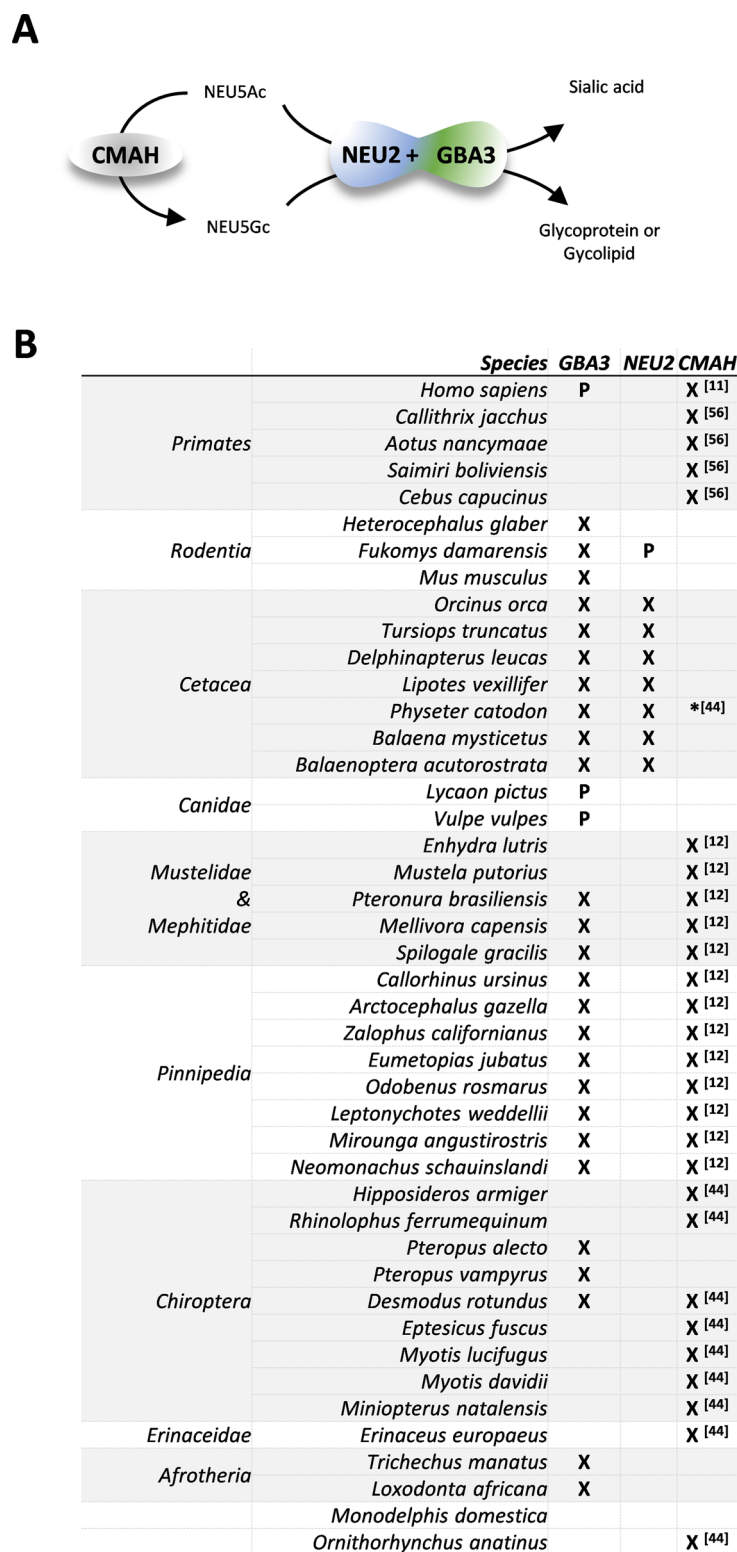 A
NEU5Ac
Sialic acid
CMAH
NEU2 + GBA3
NEU5Gc
Glycoprotein or
Gycolipid
B
Species GBA3 NEU2 CMAH
Homo sapiens P X [11]
Callithrix jacchus X [56]
Primates Aotus nancymaae X [56]
Saimiri boliviensis X [56]
Cebus capucinus X [56]
Heterocephalus glaber X
Rodentia Fukomys damarensis X P
Mus musculus X
Orcinus orca X X
Tursiops truncatus X X
Delphinapterus leucas X X
Cetacea Lipotes vexillifer X X
Physeter catodon X X *[44]
Balaena mysticetus X X
Balaenoptera acutorostrata X X
Canidae Lycaon pictus P
Vulpe vulpes P
Enhydra lutris X [12]
Mustelidae Mustela putorius X [12]
& Pteronura brasiliensis X X [12]
Mephitidae Mellivora capensis X X [12]
Spilogale gracilis X X [12]
Callorhinus ursinus X X [12]
Arctocephalus gazella X X [12]
Zalophus californianus X X [12]
Eumetopias jubatus X X [12]
Pinnipedia Odobenus rosmarus X X [12]
Leptonychotes weddellii X X [12]
Mirounga angustirostris X X [12]
Neomonachus schauinslandi X X [12]
Hipposideros armiger X [44]
Rhinolophus ferrumequinum X [44]
Pteropus alecto X
Pteropus vampyrus X
Chiroptera Desmodus rotundus X X [44]
Eptesicus fuscus X [44]
Myotis lucifugus X [44]
Myotis davidii X [44]
Miniopterus natalensis X [44]
Erinaceidae Erinaceus europaeus X [44]
Afrotheria Trichechus manatus X
Loxodonta africana X
Monodelphis domestica
Ornithorhynchus anatinus X [44]